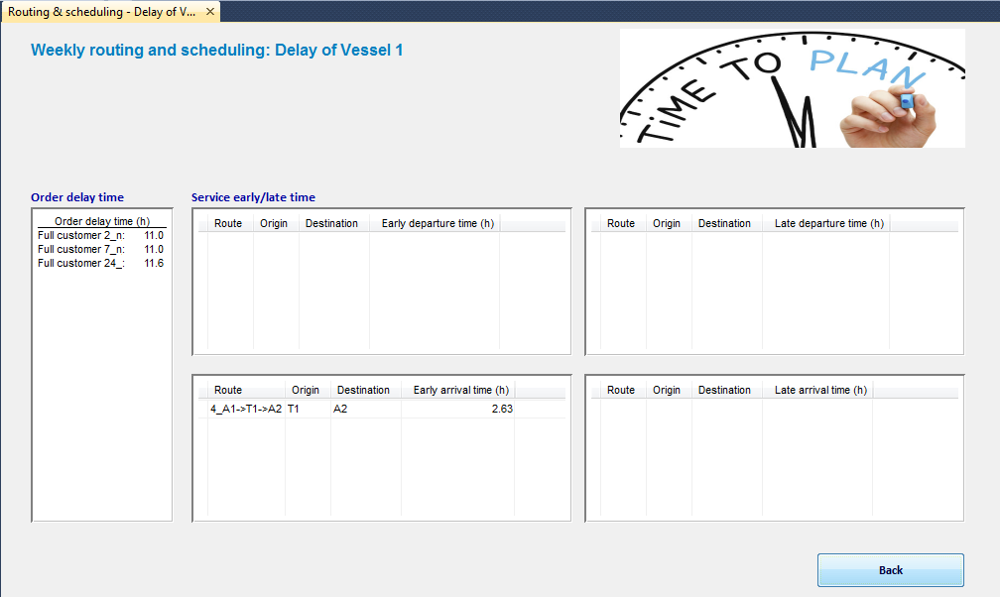 Routing & scheduling - Delay of V... ×
Weekly routing and scheduling: Delay of Vessel 1
TIME TO PLAN
Order delay time
Order delay time (h)
Full customer 2_n: 11.0
Full customer 7_n: 11.0
Full customer 24_: 11.6
Service early/late time
Route Origin Destination Early departure time (h)
Route Origin Destination Late departure time (h)
Route Origin Destination Early arrival time (h)
4_A1->T1->A2 T1 A2 2.63
Route Origin Destination Late arrival time (h)
Back